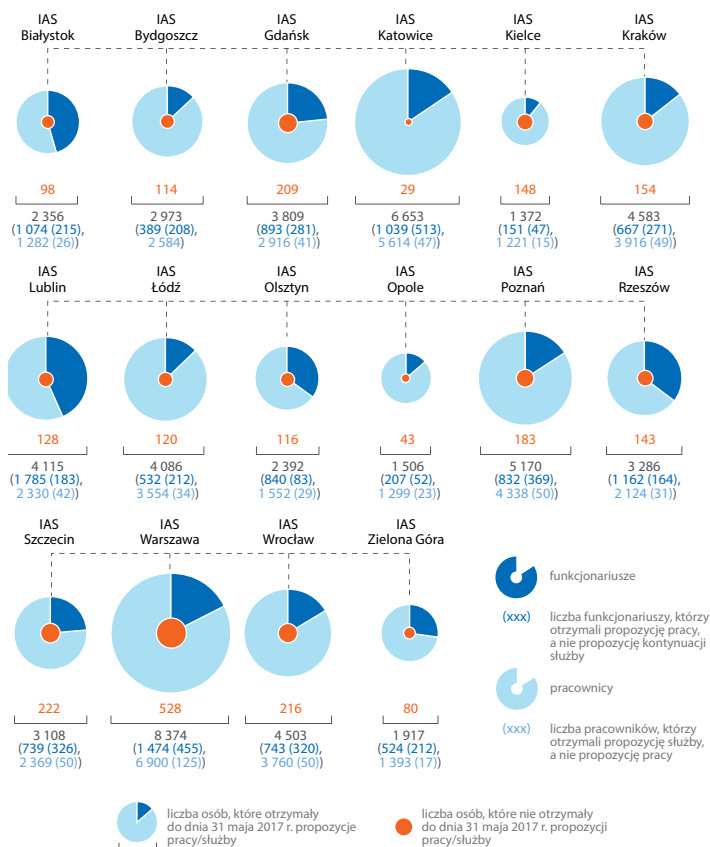 IAS Białystok
IAS Bydgoszcz
IAS Gdańsk
IAS Katowice
IAS Kielce
IAS Kraków
98
114
209
29
148
154
2 356
(1 074 (215),
1 282 (26))
2 973
(389 (208),
2 584)
3 809
(893 (281),
2 916 (41))
6 653
(1 039 (513),
5 614 (47))
1 372
(151 (47),
1 221 (15))
4 583
(667 (271),
3 916 (49))
IAS Lublin
IAS Łódź
IAS Olsztyn
IAS Opole
IAS Poznań
IAS Rzeszów
128
120
116
43
183
143
4 115
(1 785 (183),
2 330 (42))
4 086
(532 (212),
3 554 (34))
2 392
(840 (83),
1 552 (29))
1 506
(207 (52),
1 299 (23))
5 170
(832 (369),
4 338 (50))
3 286
(1 162 (164),
2 124 (31))
IAS Szczecin
IAS Warszawa
IAS Wrocław
IAS Zielona Góra
222
528
216
80
3 108
(739 (326),
2 369 (50))
8 374
(1 474 (455),
6 900 (125))
4 503
(743 (320),
3 760 (50))
1 917
(524 (212),
1 393 (17))
funkcjonariusze
(xxx) liczba funkcjonariuszy, którzy
otrzymali propozycję pracy,
a nie propozycję kontynuacji
służby
pracownicy
(xxx) liczba pracowników, którzy
otrzymali propozycję służby,
a nie propozycję pracy
liczba osób, które otrzymały
do dnia 31 maja 2017 r. propozycje
pracy/służby
liczba osób, które nie otrzymały
do dnia 31 maja 2017 r. propozycji
pracy/służby